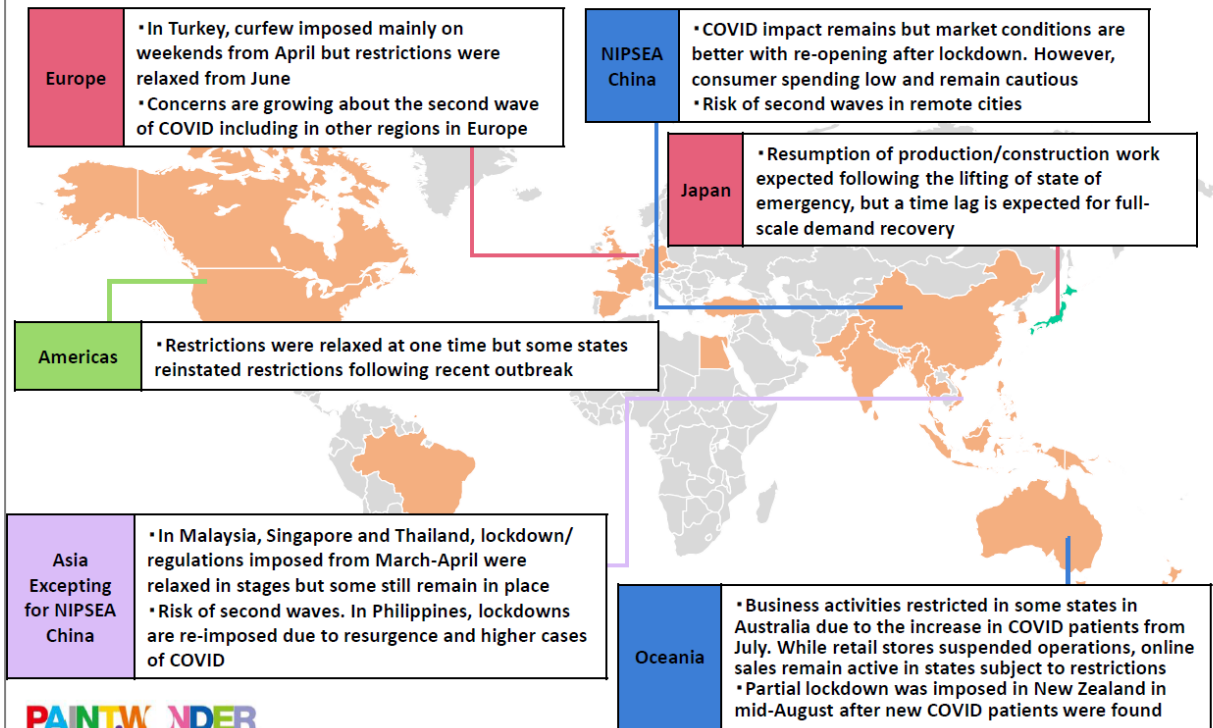 Europe
・In Turkey, curfew imposed mainly on
weekends from April but restrictions were
relaxed from June
・Concerns are growing about the second wave
of COVID including in other regions in Europe
NIPSEA
China
・COVID impact remains but market conditions are
better with re-opening after lockdown. However,
consumer spending low and remain cautious
・Risk of second waves in remote cities
Japan
・Resumption of production/construction work
expected following the lifting of state of
emergency, but a time lag is expected for full-
scale demand recovery
Americas
・Restrictions were relaxed at one time but some states
reinstated restrictions following recent outbreak
Asia
Excepting
for NIPSEA
China
・In Malaysia, Singapore and Thailand, lockdown/
regulations imposed from March-April were
relaxed in stages but some still remain in place
・Risk of second waves. In Philippines, lockdowns
are re-imposed due to resurgence and higher cases
of COVID
Oceania
・Business activities restricted in some states in
Australia due to the increase in COVID patients from
July. While retail stores suspended operations, online
sales remain active in states subject to restrictions
・Partial lockdown was imposed in New Zealand in
mid-August after new COVID patients were found